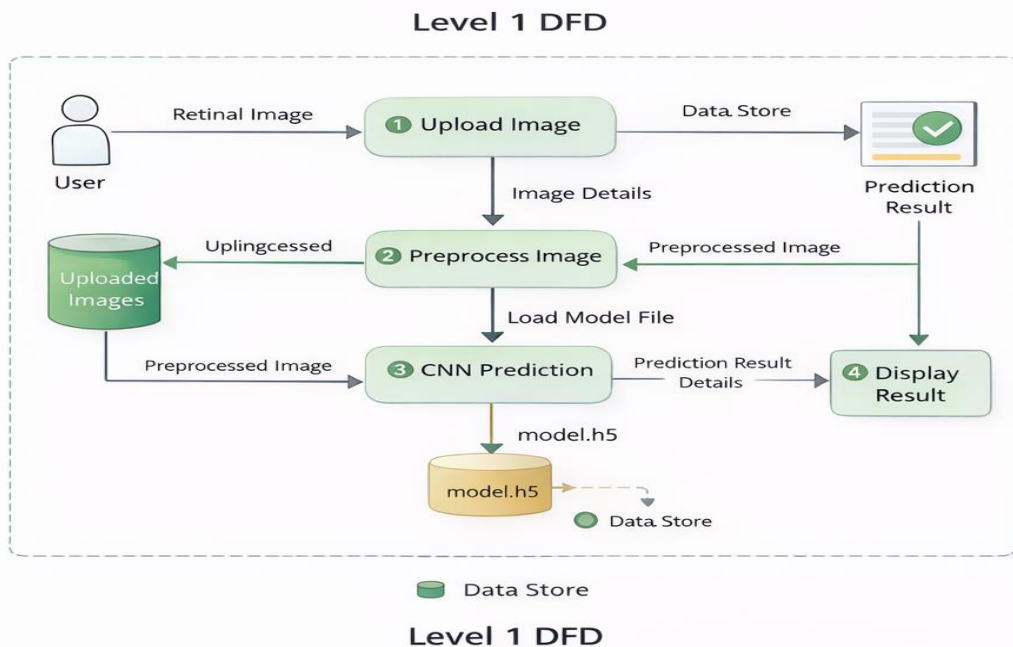 Level 1 DFD
Retinal Image
1 Upload Image
Data Store
User
Image Details
Prediction
Result
Uplingcessed
2 Preprocess Image
Preprocessed Image
Uploaded
Images
Load Model File
Preprocessed Image
3 CNN Prediction
Prediction Result
Details
4 Display
Result
model.h5
model.h5
Data Store
Data Store
Level 1 DFD